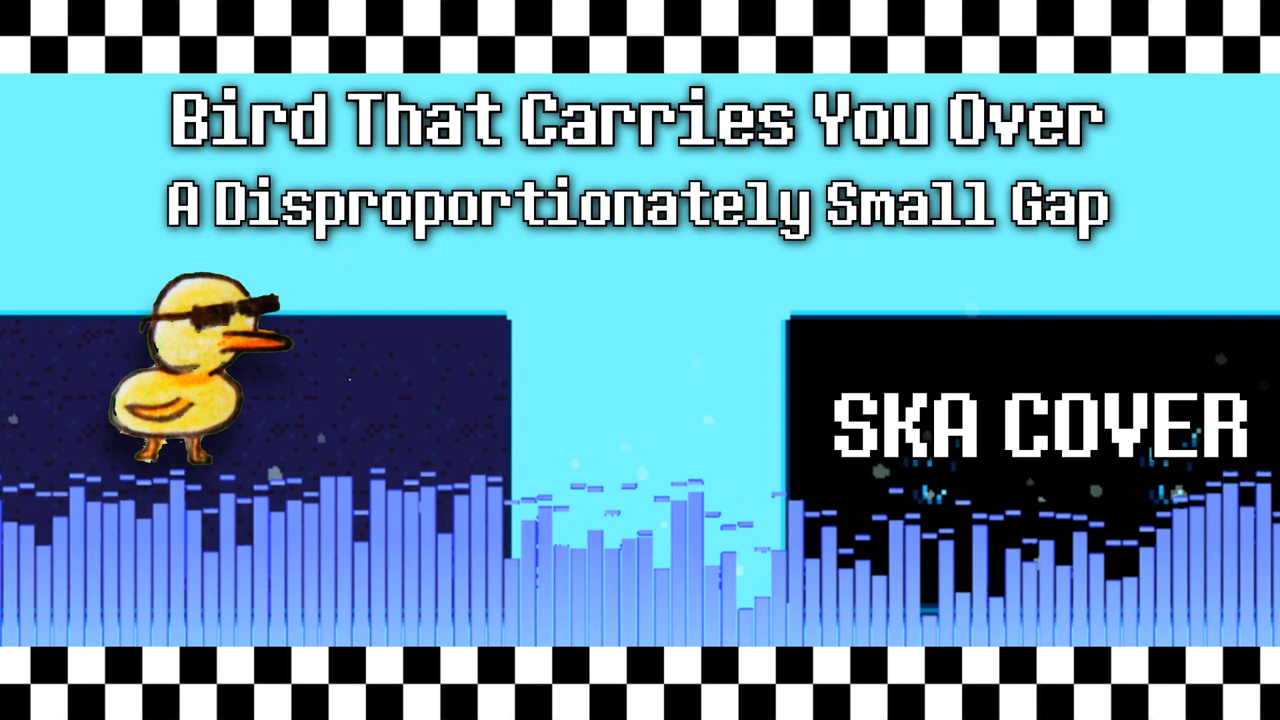 Bird That Carries You Over
A Disproportionately Small Gap
SKA COVER